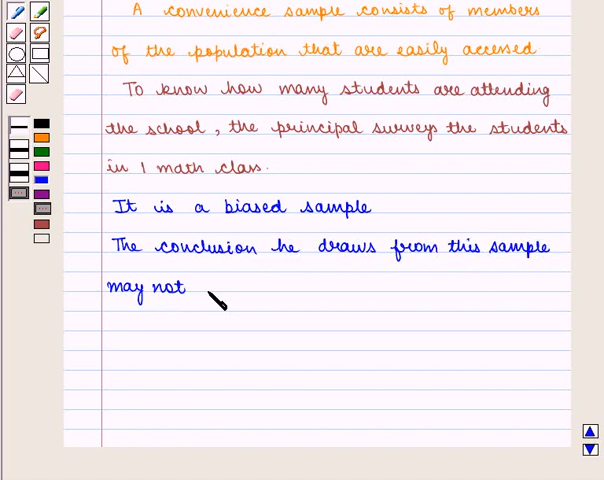 A convenience sample consists of members
of the population that are easily accessed
To know how many students are attending
the school, the principal surveys the students
in 1 math class.
It is a biased sample
The conclusion he draws from this sample
may not